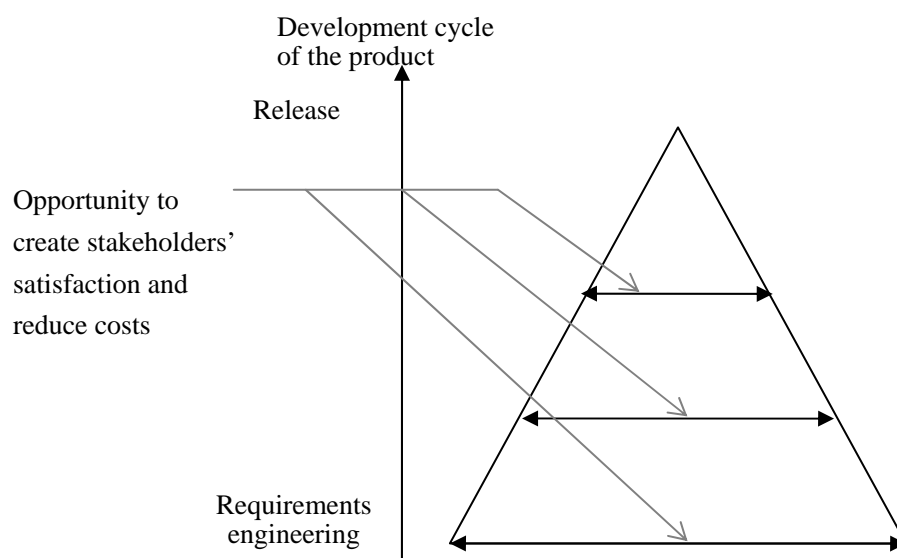 Development cycle
of the product
Release
Opportunity to
create stakeholders’
satisfaction and
reduce costs
Requirements
engineering